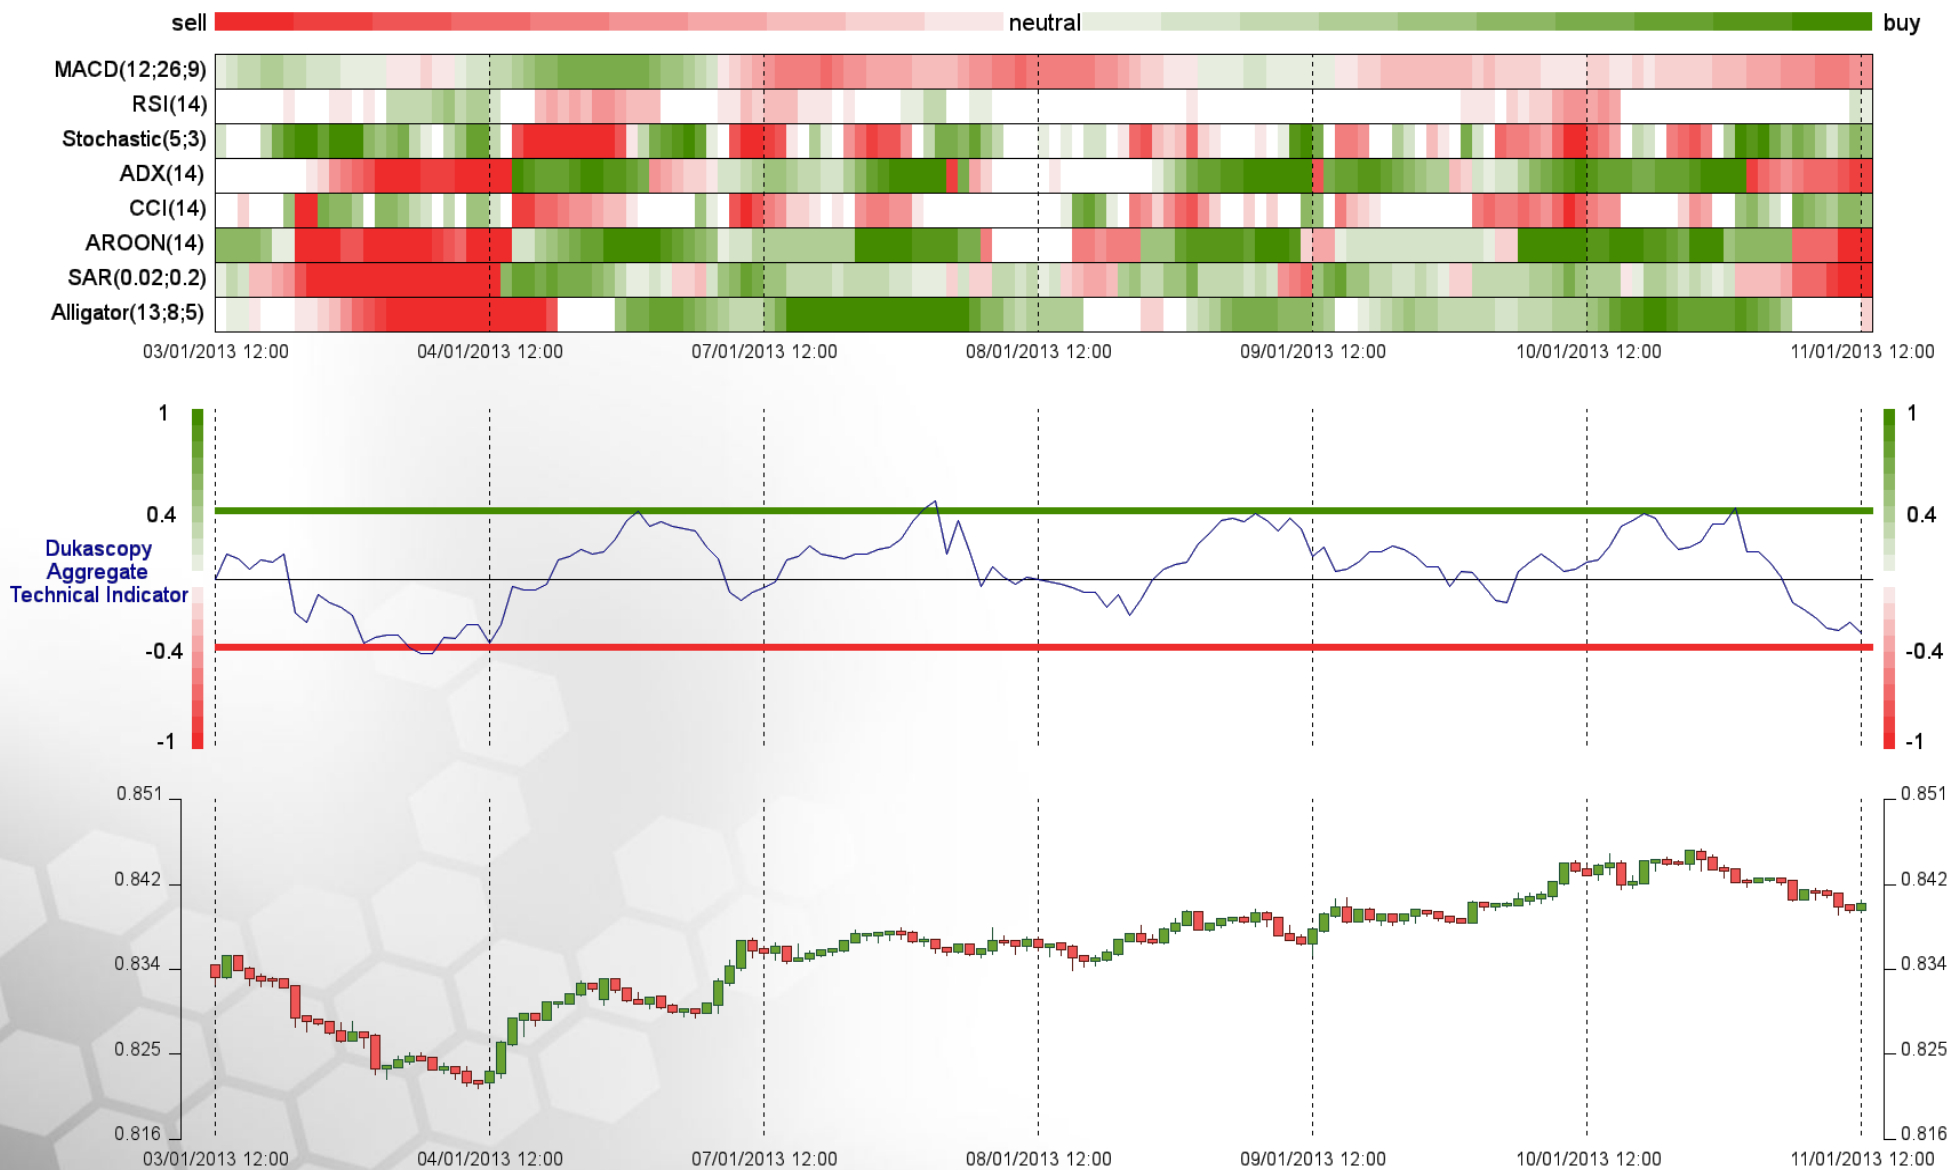 sell neutral buy
MACD(12;26;9)
RSI(14)
Stochastic(5;3)
ADX(14)
CCI(14)
AROON(14)
SAR(0.02;0.2)
Alligator(13;8;5)
03/01/2013 12:00 04/01/2013 12:00 07/01/2013 12:00 08/01/2013 12:00 09/01/2013 12:00 10/01/2013 12:00 11/01/2013 12:00
1 1
0.4 0.4
Dukascopy
Aggregate
Technical Indicator
-0.4 -0.4
-1 -1
0.851 0.851
0.842 0.842
0.834 0.834
0.825 0.825
0.816 0.816
03/01/2013 12:00 04/01/2013 12:00 07/01/2013 12:00 08/01/2013 12:00 09/01/2013 12:00 10/01/2013 12:00 11/01/2013 12:00